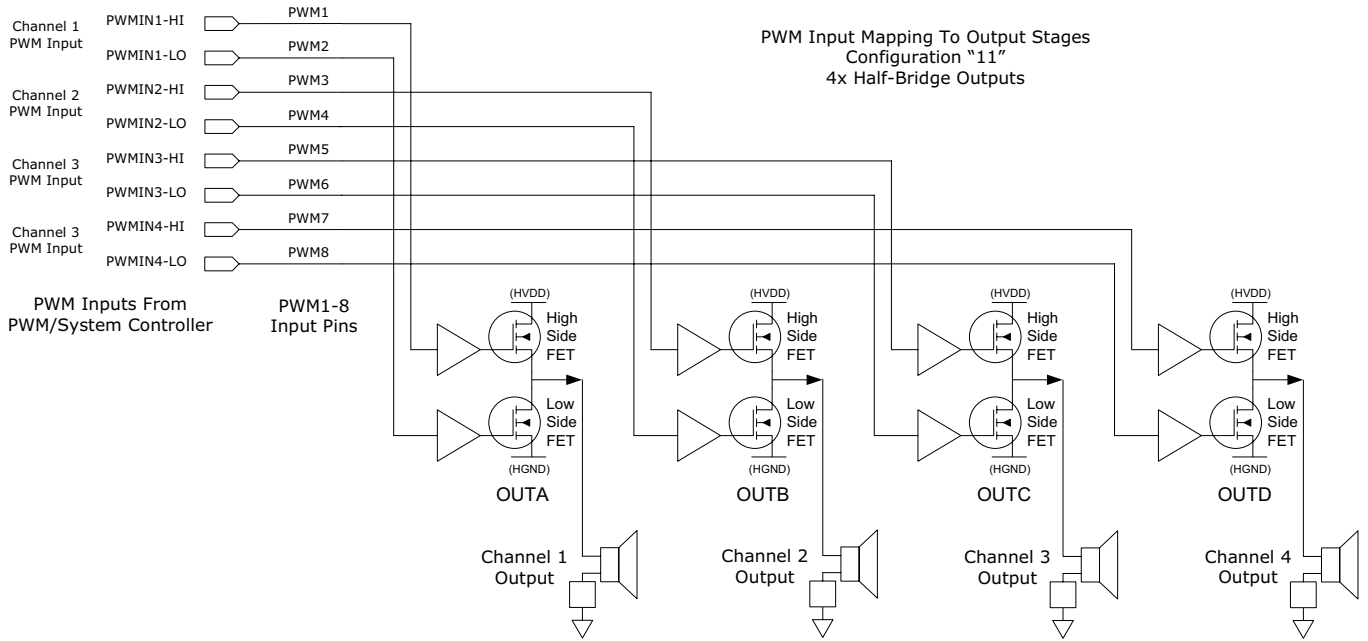 PWM Input Mapping To Output Stages
Configuration “11”
4x Half-Bridge Outputs
Channel 1
PWM Input
PWMIN1-HI
PWM1
PWMIN1-LO
PWM2
Channel 2
PWM Input
PWMIN2-HI
PWM3
PWMIN2-LO
PWM4
Channel 3
PWM Input
PWMIN3-HI
PWM5
PWMIN3-LO
PWM6
Channel 3
PWM Input
PWMIN4-HI
PWM7
PWMIN4-LO
PWM8
PWM Inputs From
PWM/System Controller
PWM1-8
Input Pins
(HVDD)
High
Side
FET
Low
Side
FET
(HGND)
OUTA
Channel 1
Output
(HVDD)
High
Side
FET
Low
Side
FET
(HGND)
OUTB
Channel 2
Output
(HVDD)
High
Side
FET
Low
Side
FET
(HGND)
OUTC
Channel 3
Output
(HVDD)
High
Side
FET
Low
Side
FET
(HGND)
OUTD
Channel 4
Output